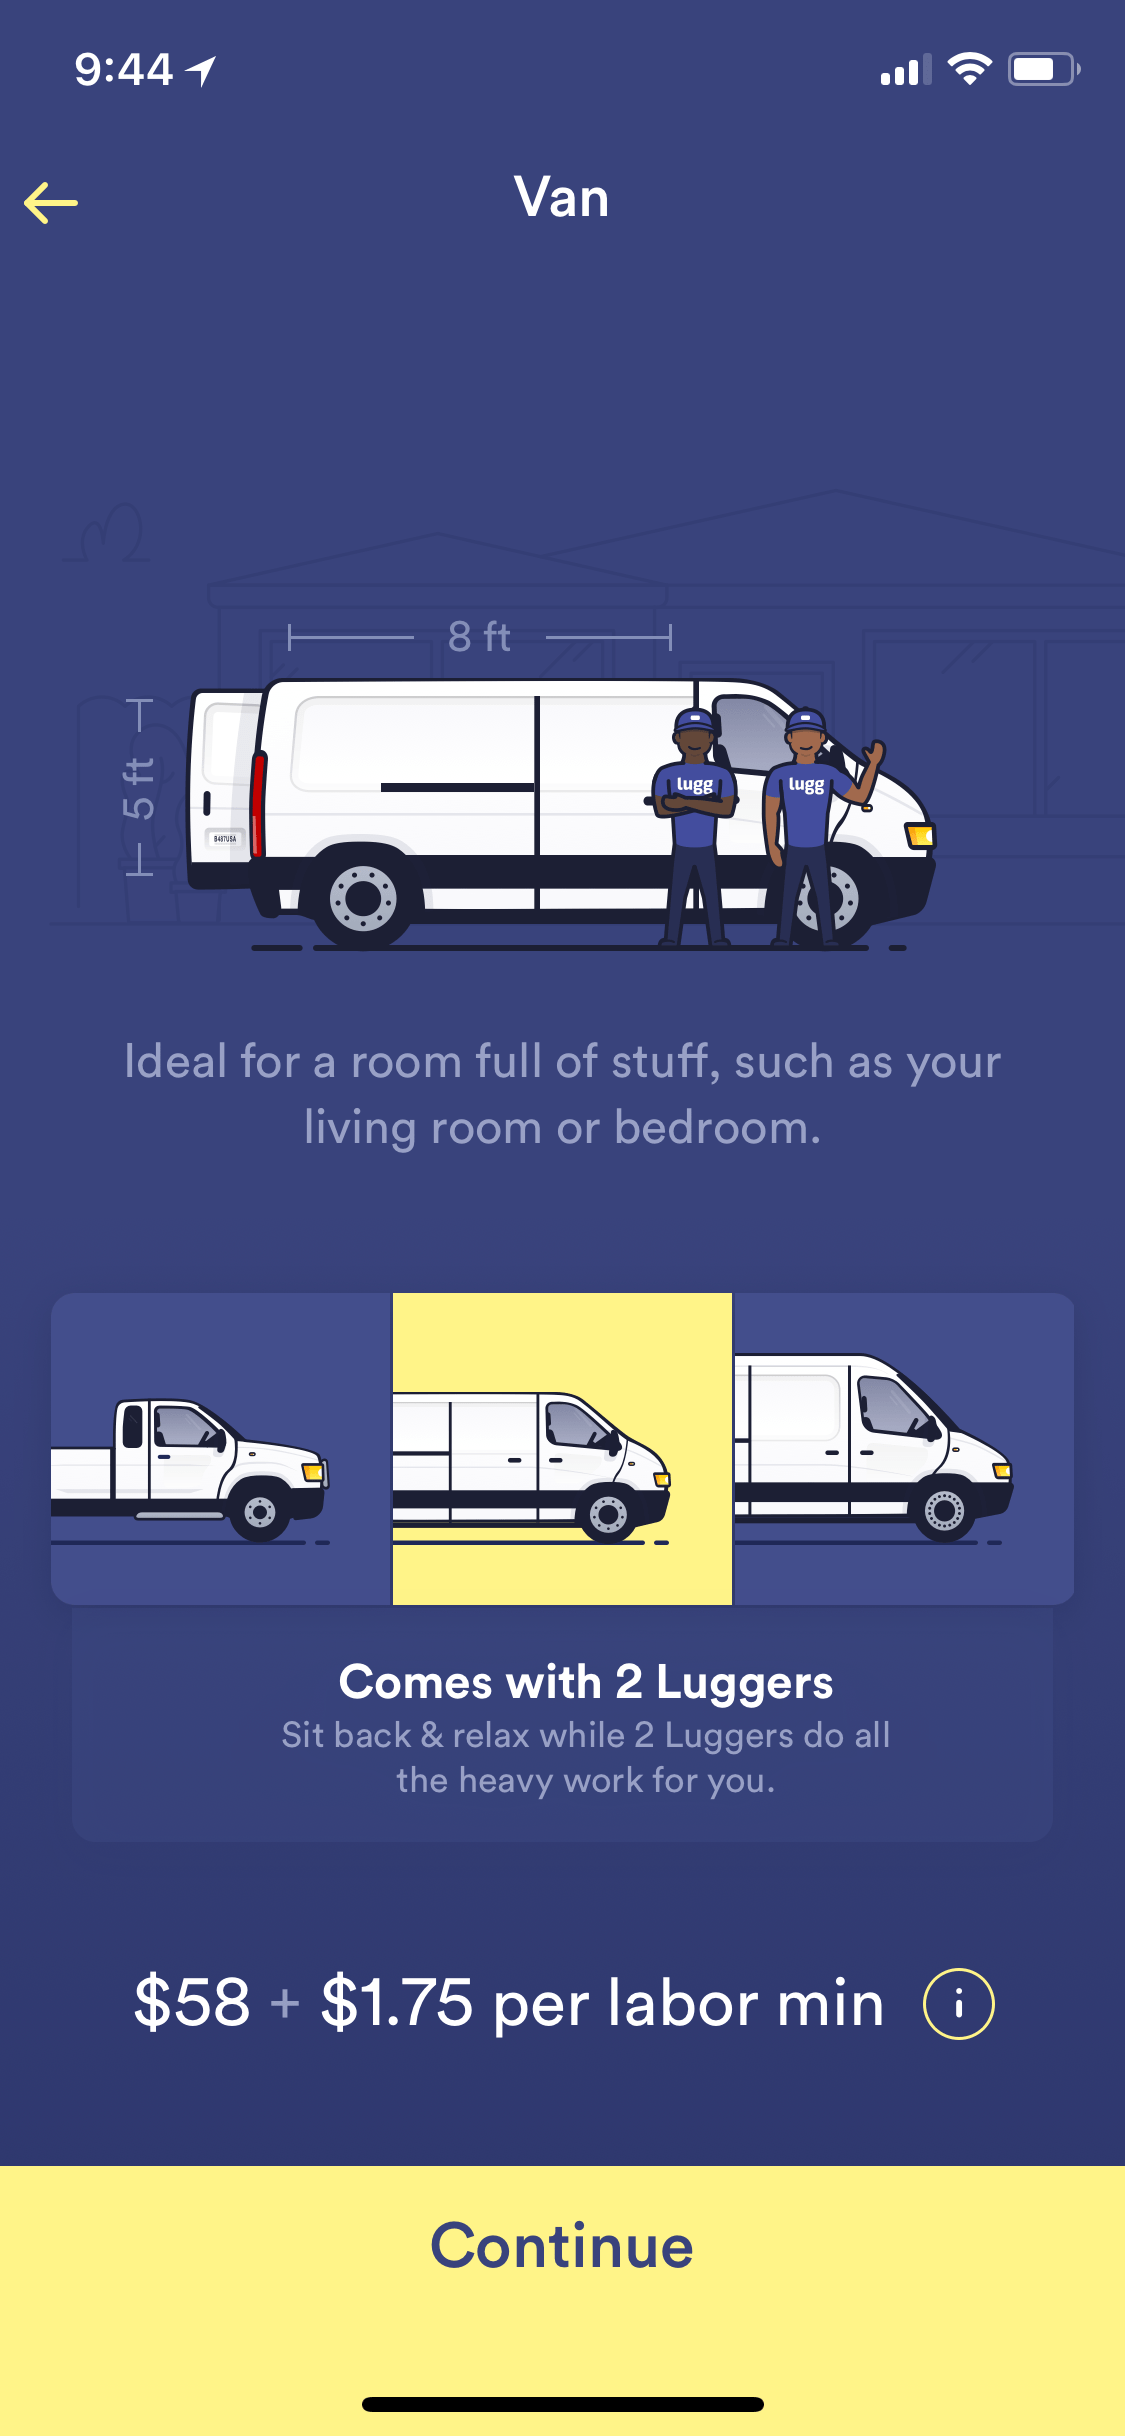 9:44
Van
8 ft
5 ft
lugg
lugg
B487USA
Ideal for a room full of stuff, such as your
living room or bedroom.
Comes with 2 Luggers
Sit back & relax while 2 Luggers do all
the heavy work for you.
$58 + $1.75 per labor min
Continue